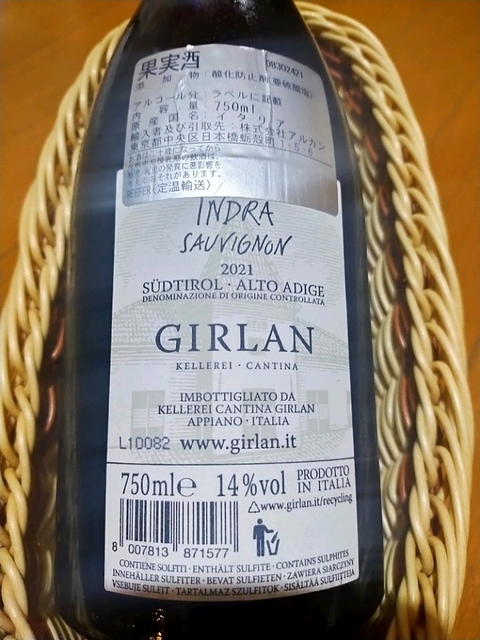 果実酒 08302421
添加物:酸化防止剤(亜硫酸塩)
アルコール分:ラベルに記載
内容量 750ml
原産国名:イタリア
輸入者及び引取先:株式会社アルカン
東京都中央区日本橋蛎殻町1-5-6
REEFER(定温輸送)
INDRA
SAUVIGNON
2021
SÜDTIROL · ALTO ADIGE
DENOMINAZIONE DI ORIGINE CONTROLLATA
GIRLAN
KELLEREI · CANTINA
IMBOTTIGLIATO DA
KELLEREI CANTINA GIRLAN
APPIANO · ITALIA
L10082 www.girlan.it
750ml℮ 14%vol PRODOTTO IN ITALIA
www.girlan.it/recycling
8 007813 871577
CONTIENE SOLFITI · ENTHÄLT SULFITE · CONTAINS SULPHITES
INNEHÅLLER SULFITER · BEVAT SULFIETEN · ZAWIERA SIARCZYNY
VSEBUJE SULFIT · TARTALMAZ SZULFITOK · SISÄLTÄÄ SULFIITTEJA